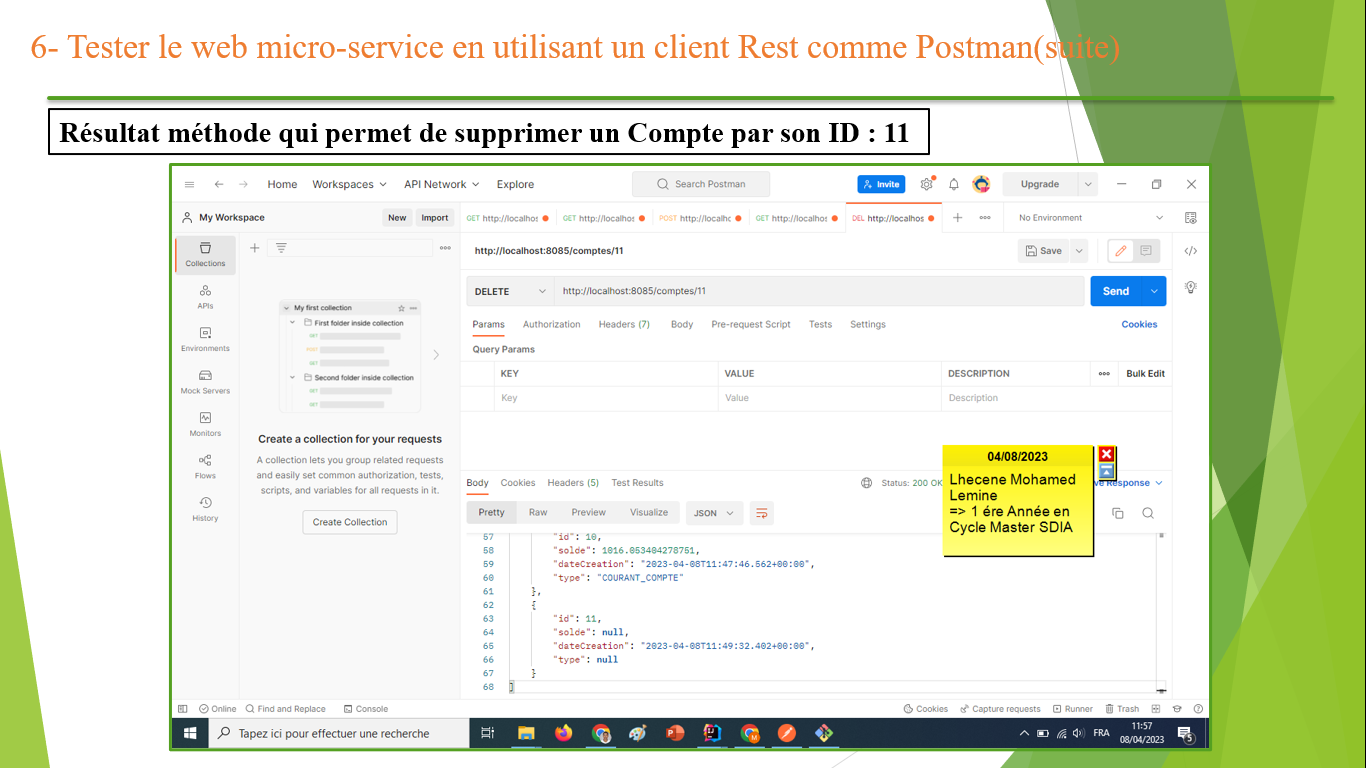 6- Tester le web micro-service en utilisant un client Rest comme Postman(suite)
Résultat méthode qui permet de supprimer un Compte par son ID : 11
Home Workspaces API Network Explore
Search Postman
Invite
Upgrade
My Workspace
New Import
GET http://localhos
GET http://localhos
POST http://localhc
GET http://localhos
DEL http://localhos
No Environment
Collections
APIs
Environments
Mock Servers
Monitors
Flows
History
My first collection
First folder inside collection
GET
POST
GET
Second folder inside collection
GET
GET
Create a collection for your requests
A collection lets you group related requests
and easily set common authorization, tests,
scripts, and variables for all requests in it.
Create Collection
http://localhost:8085/comptes/11
Save
DELETE http://localhost:8085/comptes/11
Send
Params Authorization Headers (7) Body Pre-request Script Tests Settings Cookies
Query Params
KEY VALUE DESCRIPTION Bulk Edit
Key Value Description
04/08/2023
Lhecene Mohamed
Lemine
=> 1 ére Année en
Cycle Master SDIA
Body Cookies Headers (5) Test Results
Status: 200 OK
ve Response
Pretty Raw Preview Visualize JSON
57 "id": 10,
58 "solde": 1016.053404278751,
59 "dateCreation": "2023-04-08T11:47:46.562+00:00",
60 "type": "COURANT_COMPTE"
61 },
62 {
63 "id": 11,
64 "solde": null,
65 "dateCreation": "2023-04-08T11:49:32.402+00:00",
66 "type": null
67 }
68 ]
Online Find and Replace Console
Cookies Capture requests Runner Trash
Tapez ici pour effectuer une recherche
FRA
11:57
08/04/2023
5